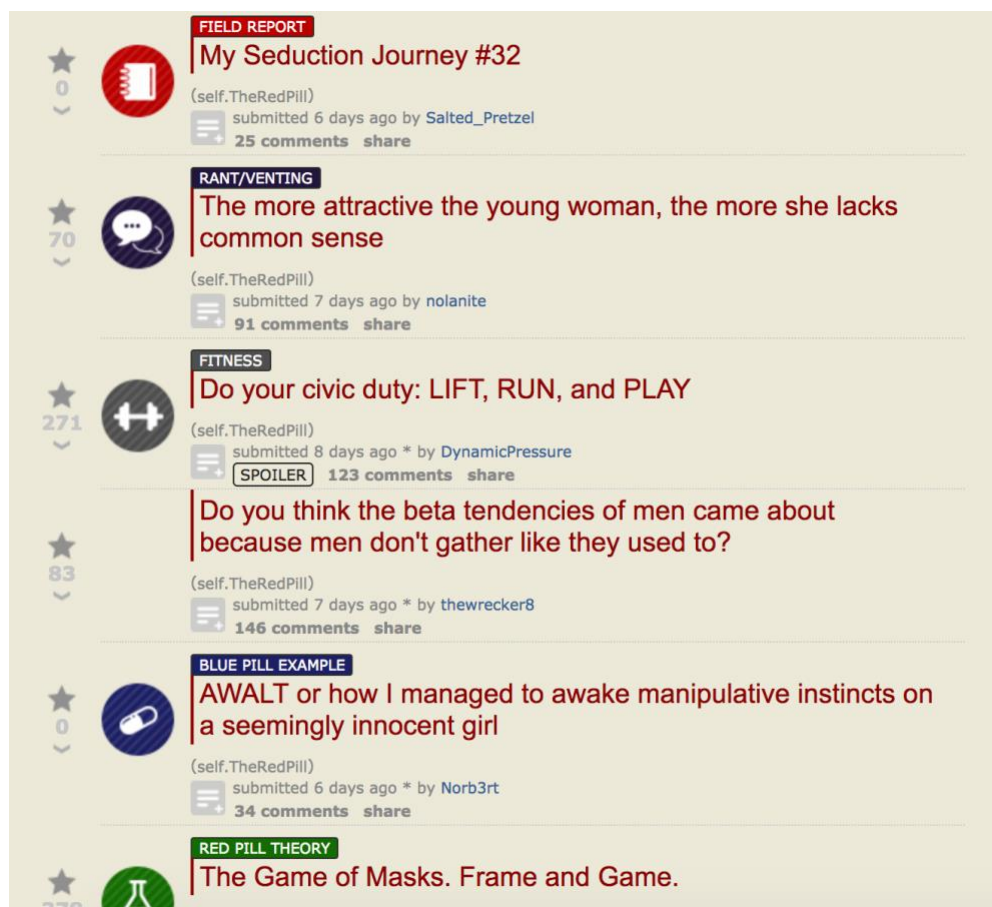 FIELD REPORT
My Seduction Journey #32
0
(self.TheRedPill)
submitted 6 days ago by Salted_Pretzel
25 comments share
RANT/VENTING
The more attractive the young woman, the more she lacks
common sense
70
(self.TheRedPill)
submitted 7 days ago by nolanite
91 comments share
FITNESS
Do your civic duty: LIFT, RUN, and PLAY
271
(self.TheRedPill)
submitted 8 days ago * by DynamicPressure
SPOILER 123 comments share
Do you think the beta tendencies of men came about
because men don't gather like they used to?
83
(self.TheRedPill)
submitted 7 days ago * by thewrecker8
146 comments share
BLUE PILL EXAMPLE
AWALT or how I managed to awake manipulative instincts on
a seemingly innocent girl
0
(self.TheRedPill)
submitted 6 days ago * by Norb3rt
34 comments share
RED PILL THEORY
The Game of Masks. Frame and Game.